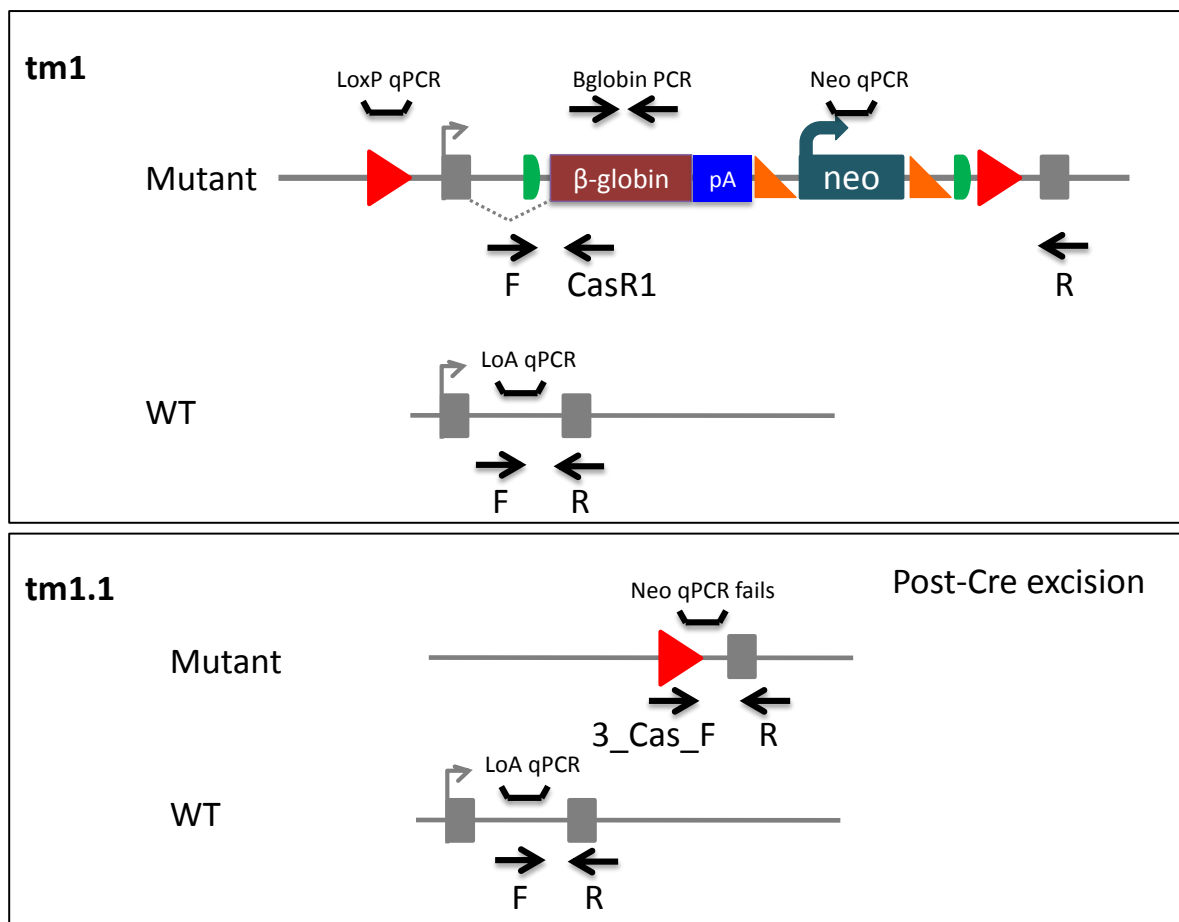 tm1
LoxP qPCR
Bglobin PCR
Neo qPCR
Mutant
β-globin
pA
neo
F
CasR1
R
LoA qPCR
WT
F
R
tm1.1
Post-Cre excision
Neo qPCR fails
Mutant
3_Cas_F
R
LoA qPCR
WT
F
R